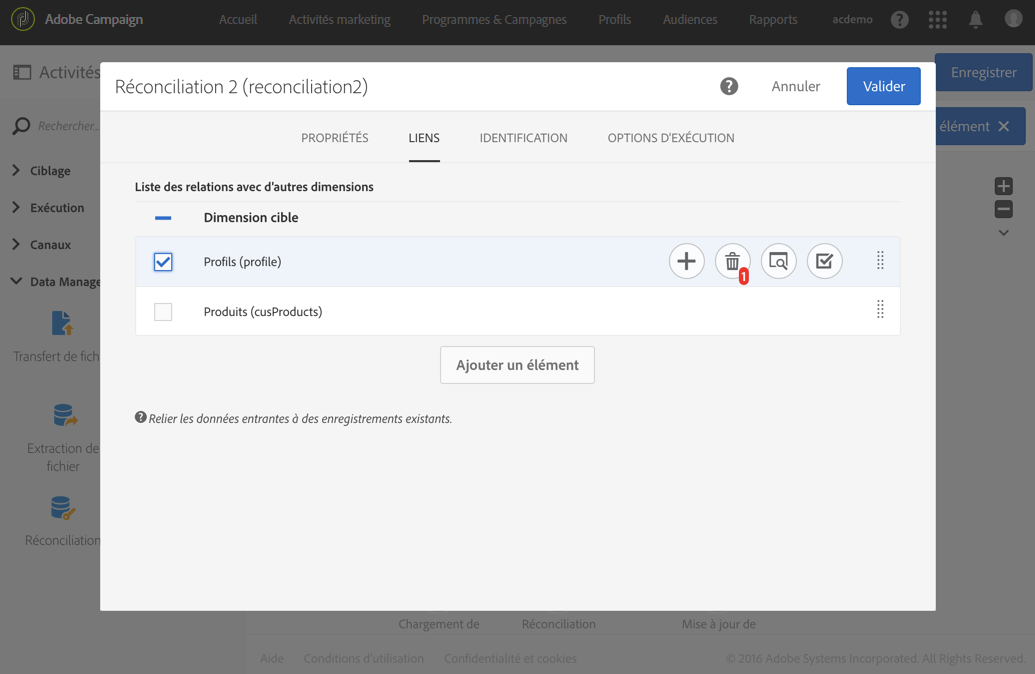 Adobe Campaign
Accueil
Activités marketing
Programmes & Campagnes
Profils
Audiences
Rapports
acdemo
Activités
Enregistrer
Réconciliation 2 (reconciliation2)
Annuler
Valider
Rechercher...
élément
PROPRIÉTÉS
LIENS
IDENTIFICATION
OPTIONS D'EXÉCUTION
Ciblage
Exécution
Canaux
Data Manage
Transfert de fich
Extraction de
fichier
Réconciliation
Liste des relations avec d'autres dimensions
Dimension cible
Profils (profile)
1
Produits (cusProducts)
Ajouter un élément
Relier les données entrantes à des enregistrements existants.
Chargement de
Réconciliation
Mise à jour de
Aide
Conditions d'utilisation
Confidentialité et cookies
© 2016 Adobe Systems Incorporated. All Rights Reserved.